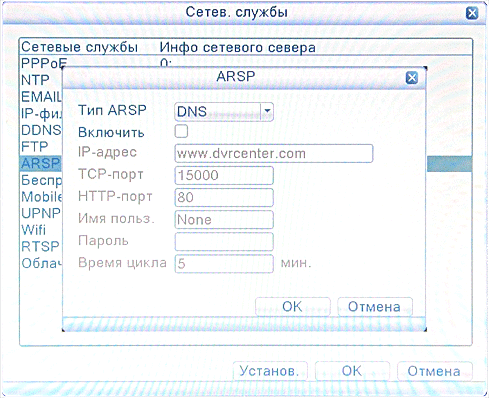 Сетев. службы
Сетевые службы Инфо сетевого севера
PPPoE 0:
NTP
EMAIL
IP-фи
DDNS
FTP
ARSP
Беспр
Mobile
UPNP
Wifi
RTSP
Облач
ARSP
Тип ARSP DNS
Включить
IP-адрес www.dvrcenter.com
TCP-порт 15000
HTTP-порт 80
Имя польз. None
Пароль
Время цикла 5 мин.
OK Отмена
Установ. OK Отмена